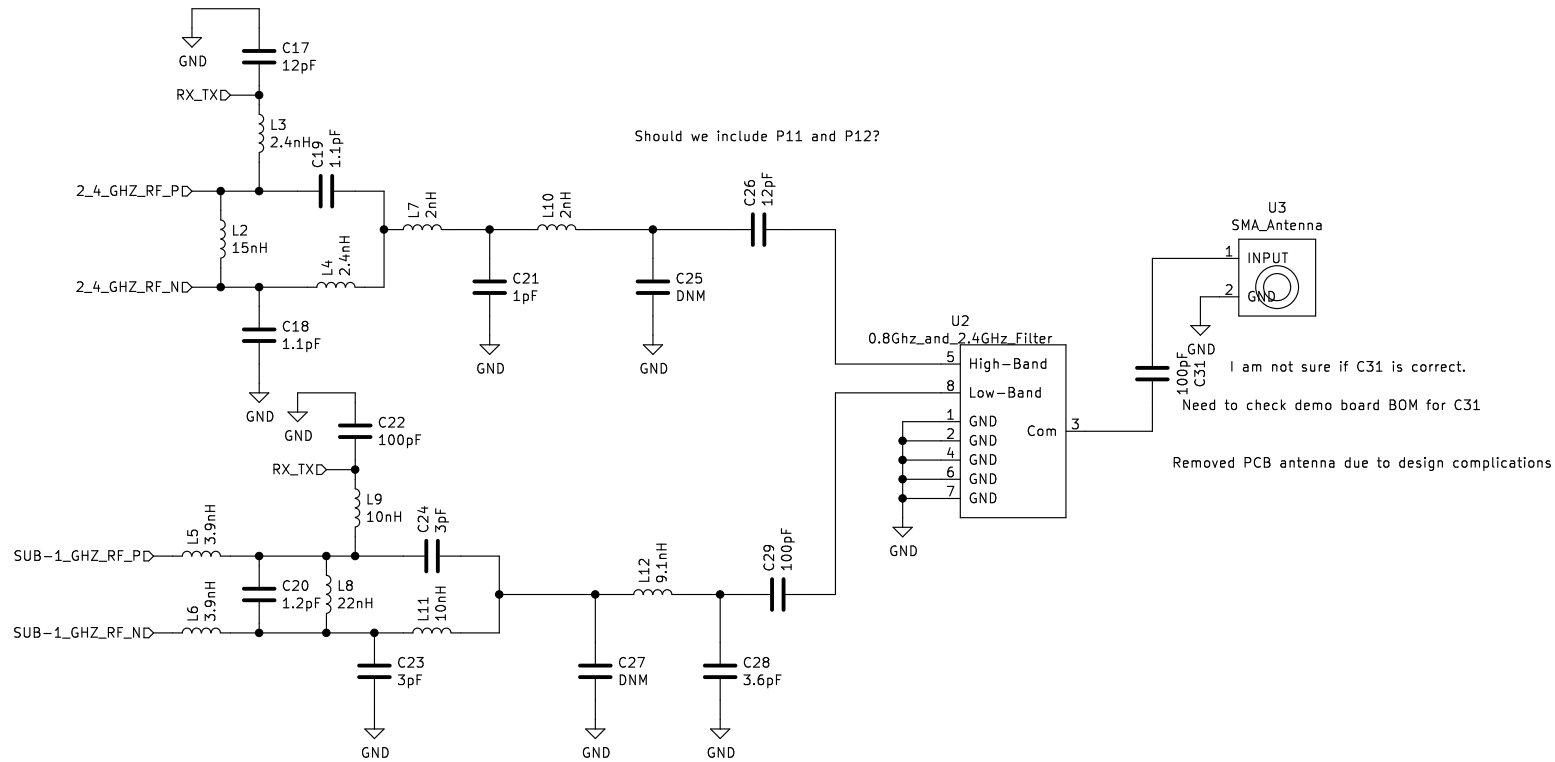 C17
12pF
GND
RX_TX
L3
2.4nH
C19
1.1pF
Should we include P11 and P12?
2_4_GHZ_RF_P
L2
15nH
2_4_GHZ_RF_N
L4
2.4nH
C18
1.1pF
GND
L7
2nH
L10
2nH
C21
1pF
GND
C25
DNM
GND
C26
12pF
U3
SMA_Antenna
1
INPUT
2
GND
GND
100pF
C31
I am not sure if C31 is correct.
Need to check demo board BOM for C31
Removed PCB antenna due to design complications
U2
0.8Ghz_and_2.4GHz_Filter
5
High-Band
8
Low-Band
1
GND
2
GND
4
GND
6
GND
7
GND
Com
3
GND
C22
100pF
GND
RX_TX
L9
10nH
C24
3pF
SUB-1_GHZ_RF_P
L5
3.9nH
C20
1.2pF
L8
22nH
L6
3.9nH
SUB-1_GHZ_RF_N
L11
10nH
C23
3pF
GND
L12
9.1nH
C29
100pF
C27
DNM
GND
C28
3.6pF
GND